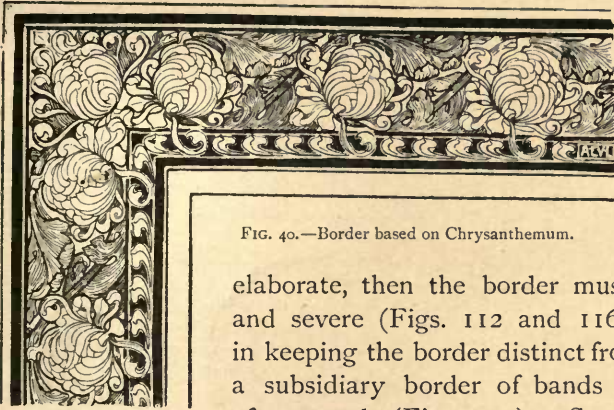 FIG. 40.—Border based on Chrysanthemum.
elaborate, then the border mus
and severe (Figs. 112 and 116
in keeping the border distinct fro
a subsidiary border of bands